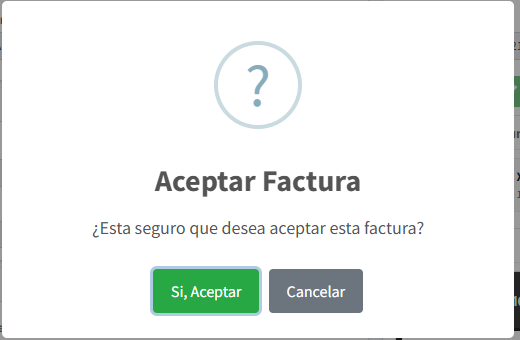 ?
Aceptar Factura
¿Esta seguro que desea aceptar esta factura?
Si, Aceptar
Cancelar